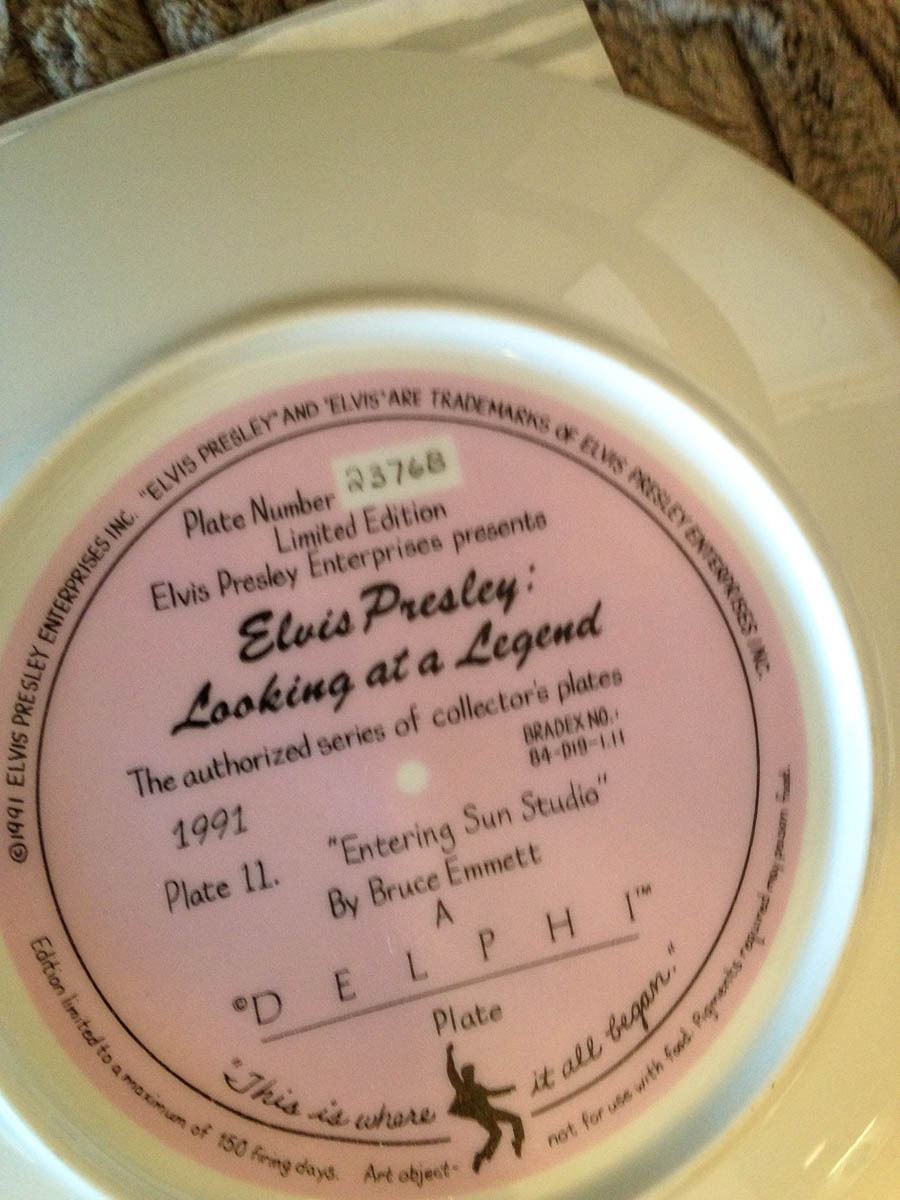 ©1991 ELVIS PRESLEY ENTERPRISES INC. "ELVIS PRESLEY" AND "ELVIS" ARE TRADEMARKS OF ELVIS PRESLEY ENTERPRISES INC.
Plate Number 2376B
Limited Edition
Elvis Presley Enterprises presents
Elvis Presley:
Looking at a Legend
The authorized series of collector's plates
BRADEX NO.:
84-D19-1.11
1991
Plate 11.
"Entering Sun Studio"
By Bruce Emmett
A
©DELPHI™
Plate
"This is where it all began."
Edition limited to a maximum of 150 firing days. Art object- not for use with food. Pigments required may poison food.